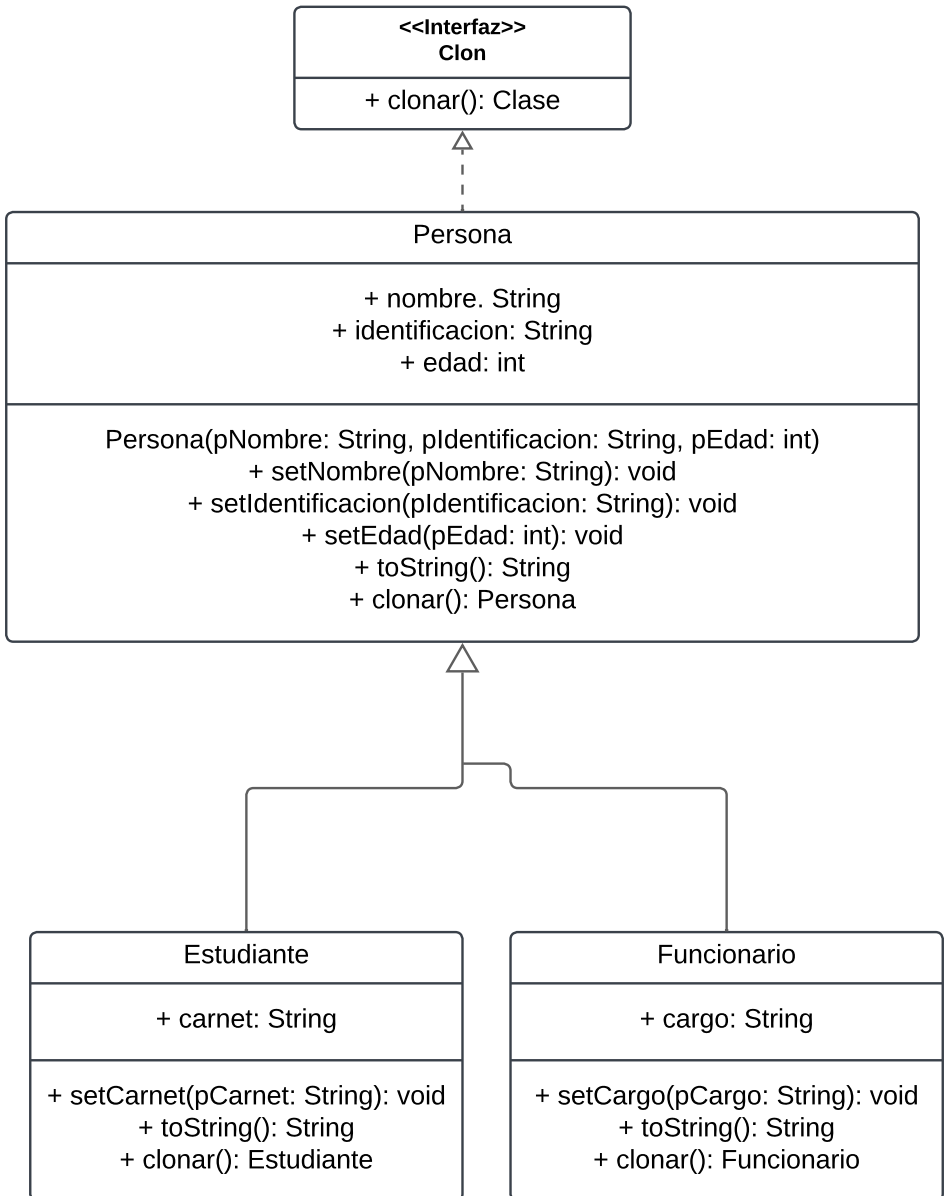 <<Interfaz>>
Clon
+ clonar(): Clase
Persona
+ nombre. String
+ identificacion: String
+ edad: int
Persona(pNombre: String, pIdentificacion: String, pEdad: int)
+ setNombre(pNombre: String): void
+ setIdentificacion(pIdentificacion: String): void
+ setEdad(pEdad: int): void
+ toString(): String
+ clonar(): Persona
Estudiante
+ carnet: String
+ setCarnet(pCarnet: String): void
+ toString(): String
+ clonar(): Estudiante
Funcionario
+ cargo: String
+ setCargo(pCargo: String): void
+ toString(): String
+ clonar(): Funcionario